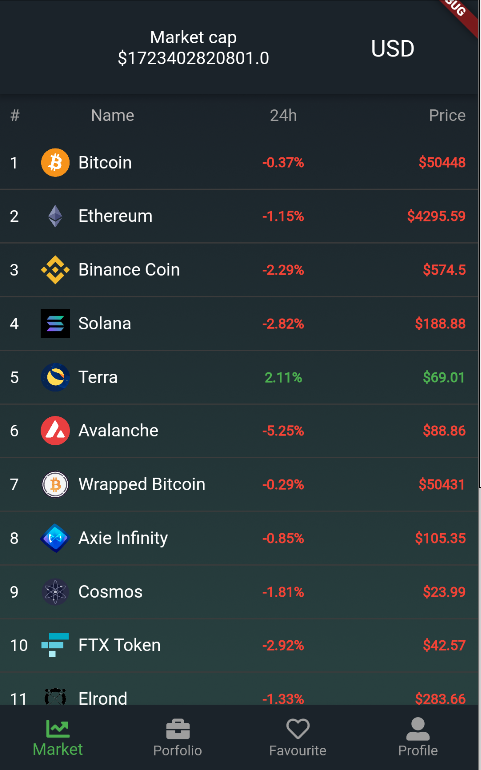 UG
Market cap
$1723402820801.0
USD
# Name 24h Price
1 Bitcoin -0.37% $50448
2 Ethereum -1.15% $4295.59
3 Binance Coin -2.29% $574.5
4 Solana -2.82% $188.88
5 Terra 2.11% $69.01
6 Avalanche -5.25% $88.86
7 Wrapped Bitcoin -0.29% $50431
8 Axie Infinity -0.85% $105.35
9 Cosmos -1.81% $23.99
10 FTX Token -2.92% $42.57
11 Elrond -1.33% $283.66
Market Porfolio Favourite Profile